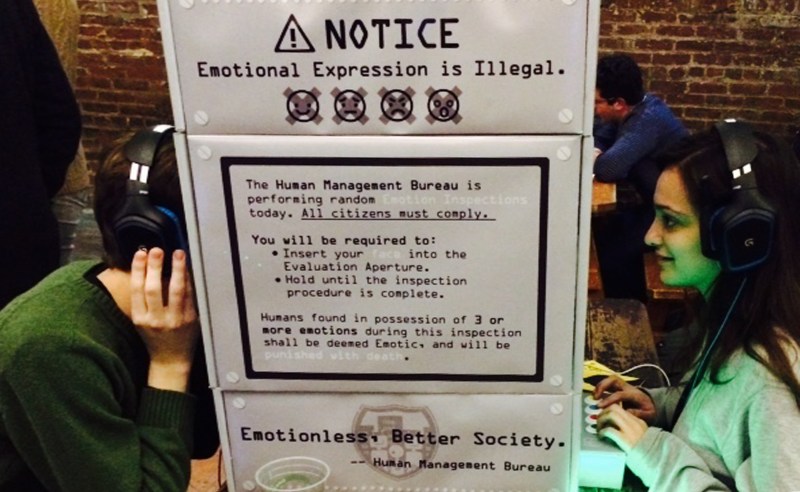 NOTICE
Emotional Expression is Illegal.
The Human Management Bureau is
performing random Emotion Inspections
today. All citizens must comply.
You will be required to:
• Insert your face into the
Evaluation Aperture.
• Hold until the inspection
procedure is complete.
Humans found in possession of 3 or
more emotions during this inspection
shall be deemed Emotic, and will be
punished with death.
Emotionless, Better Society.
-- Human Management Bureau